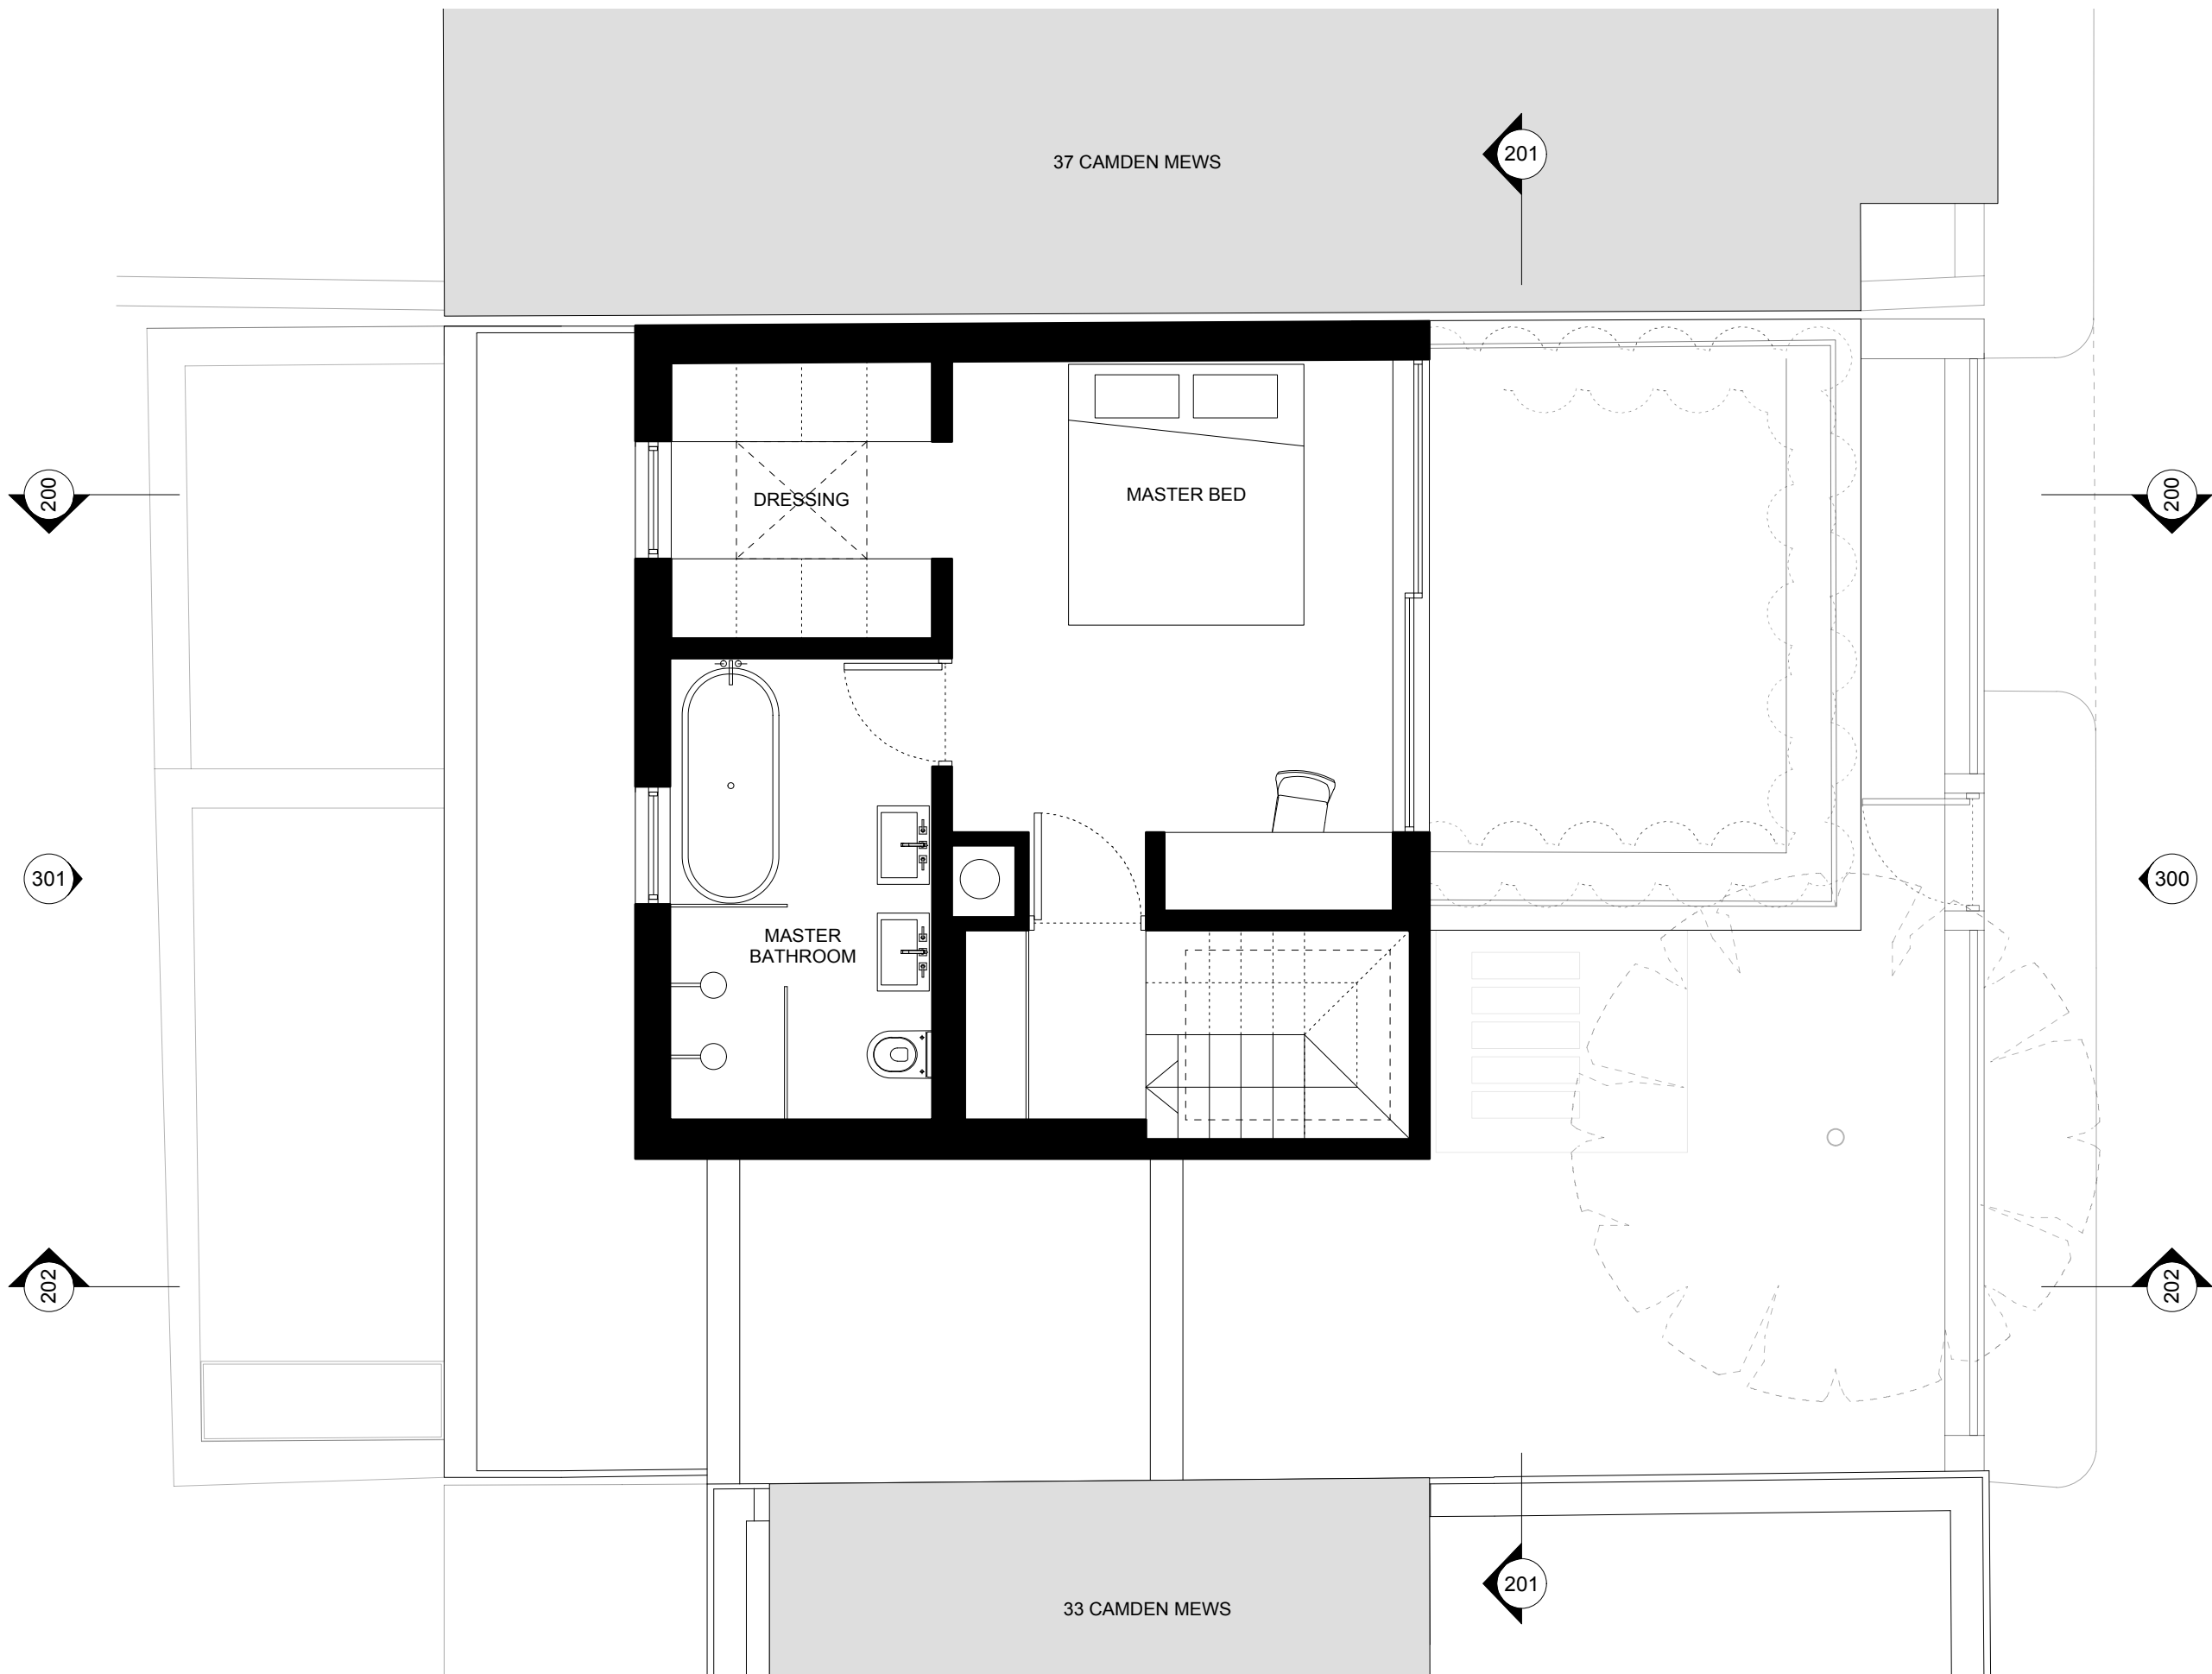 37 CAMDEN MEWS
201
200
DRESSING
MASTER BED
200
301
300
MASTER
BATHROOM
202
202
201
33 CAMDEN MEWS